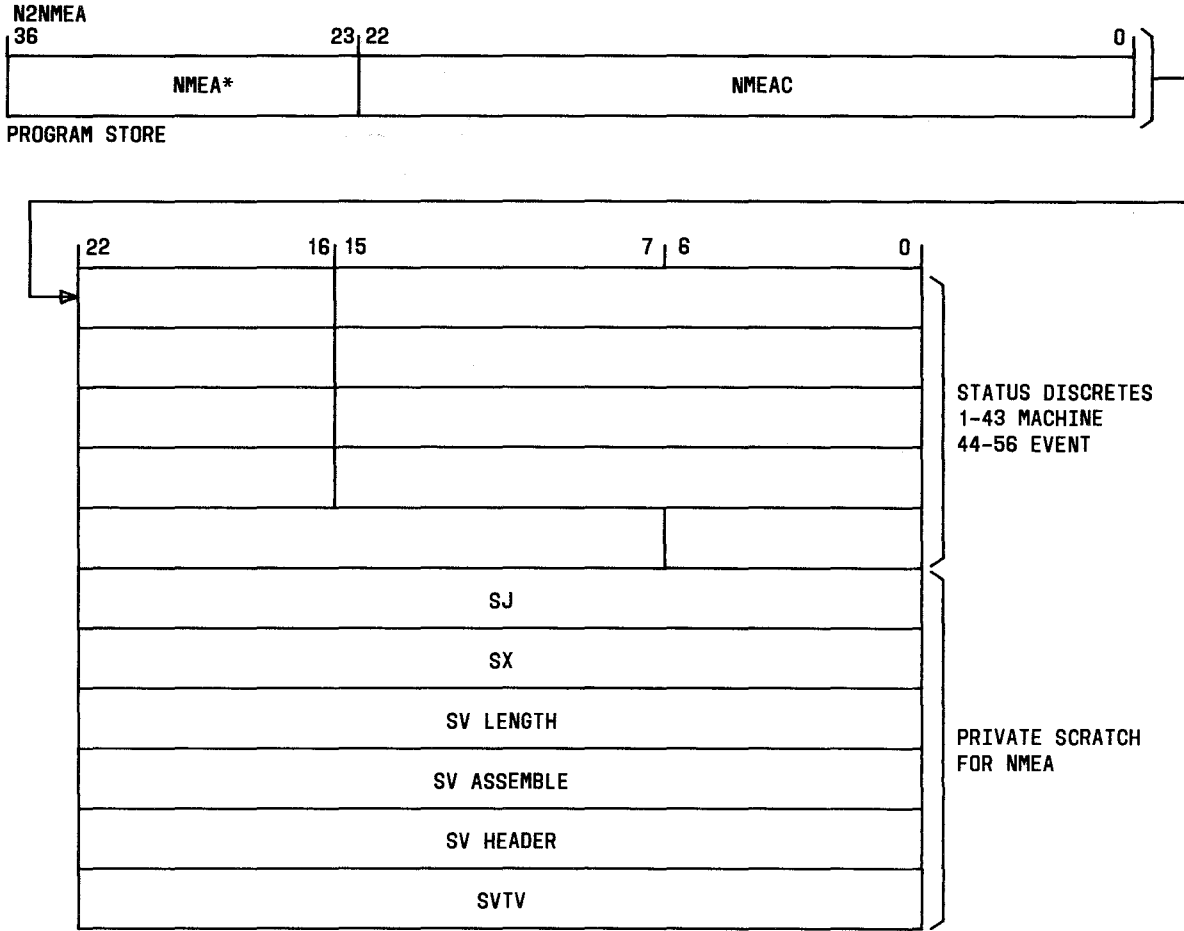 N2NMEA
36 23 22 0
NMEA* NMEAC
PROGRAM STORE
22 16 15 7 6 0
STATUS DISCRETES
1-43 MACHINE
44-56 EVENT
SJ
SX
SV LENGTH
PRIVATE SCRATCH
FOR NMEA
SV ASSEMBLE
SV HEADER
SVTV